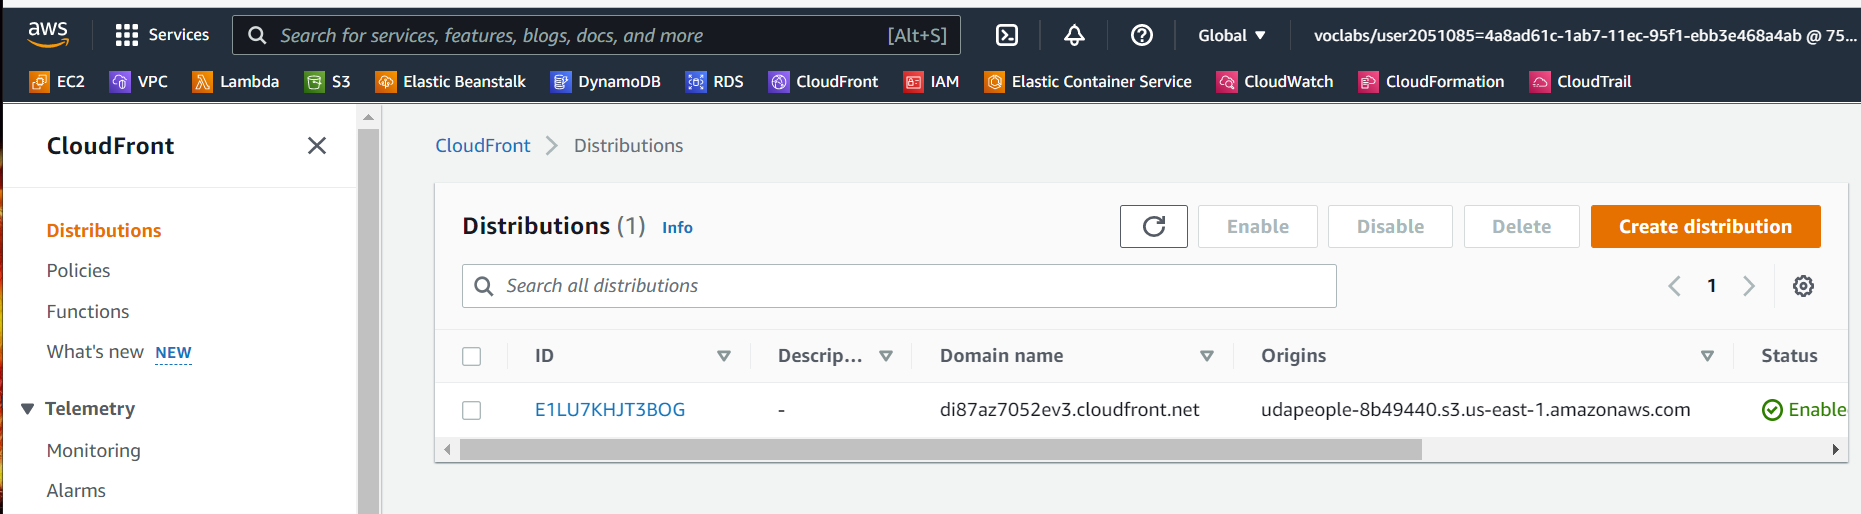 aws Services Search for services, features, blogs, docs, and more [Alt+S] Global voclabs/user2051085=4a8ad61c-1ab7-11ec-95f1-ebb3e468a4ab @ 75...
EC2 VPC Lambda S3 Elastic Beanstalk DynamoDB RDS CloudFront IAM Elastic Container Service CloudWatch CloudFormation CloudTrail
CloudFront
Distributions
Policies
Functions
What's new NEW
Telemetry
Monitoring
Alarms
CloudFront Distributions
Distributions (1) Info Enable Disable Delete Create distribution
Search all distributions 1
ID Descrip... Domain name Origins Status
E1LU7KHJT3BOG - di87az7052ev3.cloudfront.net udapeople-8b49440.s3.us-east-1.amazonaws.com Enable